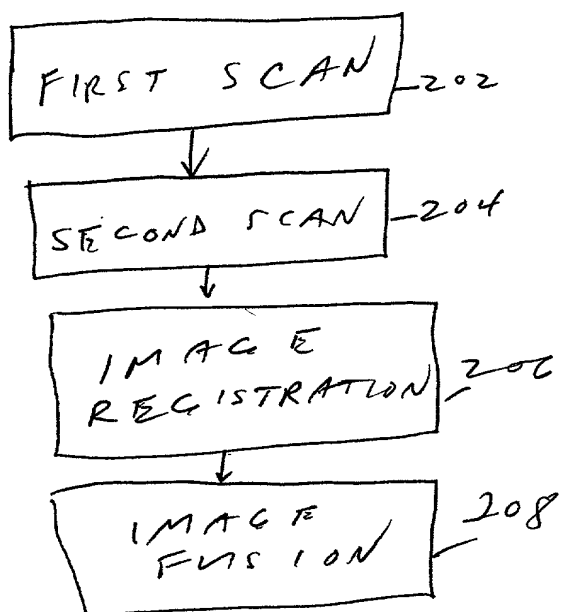 FIRST SCAN
202
SECOND SCAN
204
IMAGE
REGISTRATION
206
IMAGE
FUSION
208